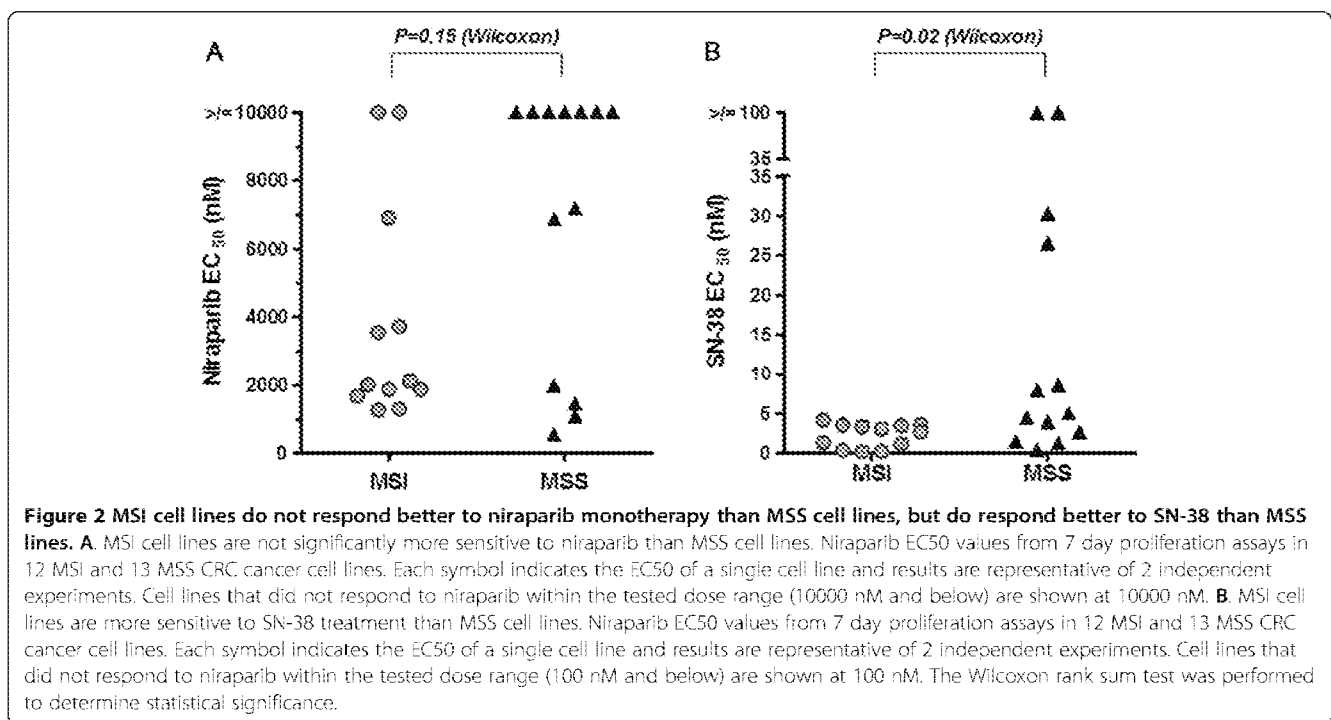 A
P=0.15 (Wilcoxon)
B
P=0.02 (Wilcoxon)
Niraparib EC50 (nM)
>/= 10000
8000
6000
4000
2000
0
MSI
MSS
SN-38 EC50 (nM)
>/= 100
35
35
30
25
20
15
10
5
0
MSI
MSS
Figure 2 MSI cell lines do not respond better to niraparib monotherapy than MSS cell lines, but do respond better to SN-38 than MSS
lines. A. MSI cell lines are not significantly more sensitive to niraparib than MSS cell lines. Niraparib EC50 values from 7 day proliferation assays in
12 MSI and 13 MSS CRC cancer cell lines. Each symbol indicates the EC50 of a single cell line and results are representative of 2 independent
experiments. Cell lines that did not respond to niraparib within the tested dose range (10000 nM and below) are shown at 10000 nM. B. MSI cell
lines are more sensitive to SN-38 treatment than MSS cell lines. Niraparib EC50 values from 7 day proliferation assays in 12 MSI and 13 MSS CRC
cancer cell lines. Each symbol indicates the EC50 of a single cell line and results are representative of 2 independent experiments. Cell lines that
did not respond to niraparib within the tested dose range (100 nM and below) are shown at 100 nM. The Wilcoxon rank sum test was performed
to determine statistical significance.